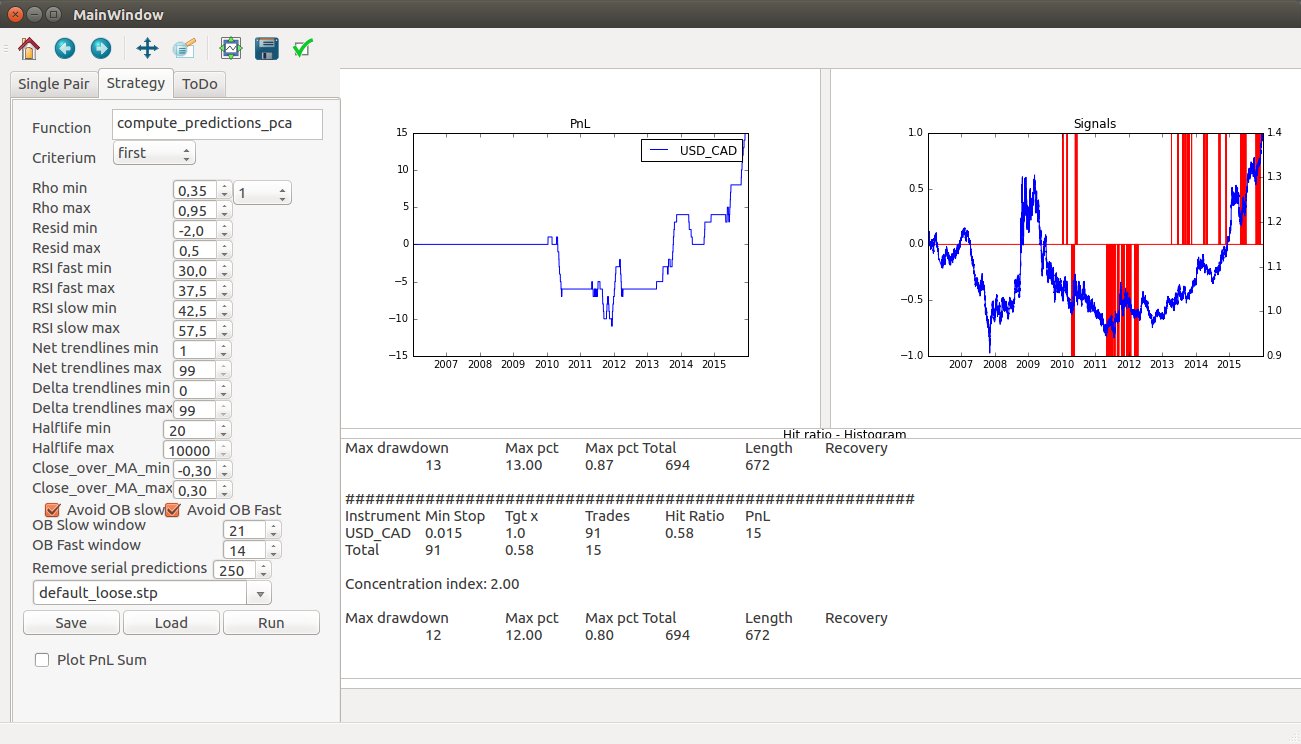 MainWindow
Single Pair Strategy ToDo
Function compute_predictions_pca
Criterium first
Rho min 0,35 1
Rho max 0,95
Resid min -2,0
Resid max 0,5
RSI fast min 30,0
RSI fast max 37,5
RSI slow min 42,5
RSI slow max 57,5
Net trendlines min 1
Net trendlines max 99
Delta trendlines min 0
Delta trendlines max 99
Halflife min 20
Halflife max 10000
Close_over_MA_min -0,30
Close_over_MA_max 0,30
Avoid OB slow Avoid OB Fast
OB Slow window 21
OB Fast window 14
Remove serial predictions 250
default_loose.stp
Save Load Run
Plot PnL Sum
PnL
USD_CAD
15
10
5
0
−5
−10
−15
2007 2008 2009 2010 2011 2012 2013 2014 2015
Signals
1.0 1.4
0.5 1.3
0.0 1.2
−0.5 1.1
−1.0 1.0
0.9
2007 2008 2009 2010 2011 2012 2013 2014 2015
Hit ratio - Histogram
Max drawdown Max pct Max pct Total Length Recovery
13 13.00 0.87 694 672
#########################################################
Instrument Min Stop Tgt x Trades Hit Ratio PnL
USD_CAD 0.015 1.0 91 0.58 15
Total 91 0.58 15
Concentration index: 2.00
Max drawdown Max pct Max pct Total Length Recovery
12 12.00 0.80 694 672